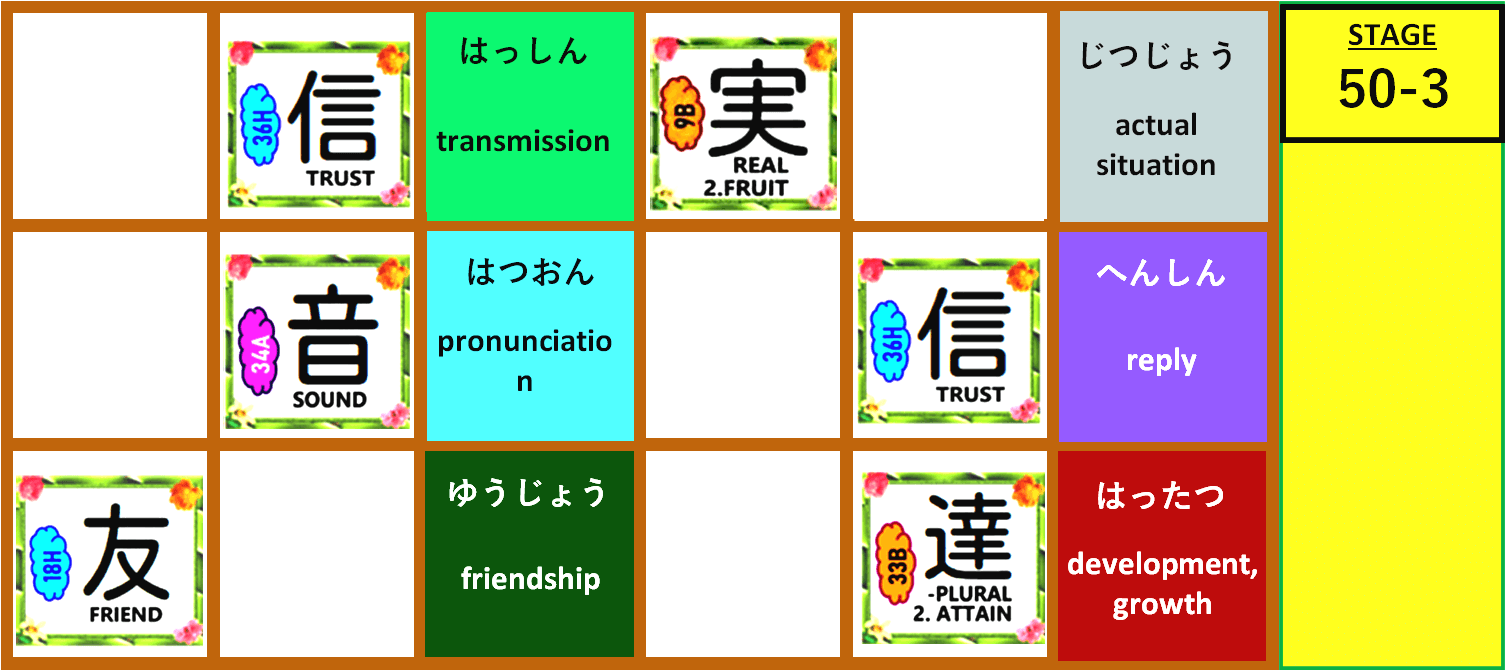 36H
信
TRUST
はっしん
transmission
9B
実
REAL
2.FRUIT
じつじょう
actual
situation
STAGE
50-3
34A
音
SOUND
はつおん
pronunciatio
n
36H
信
TRUST
へんしん
reply
18H
友
FRIEND
ゆうじょう
friendship
33B
達
-PLURAL
2. ATTAIN
はったつ
development,
growth